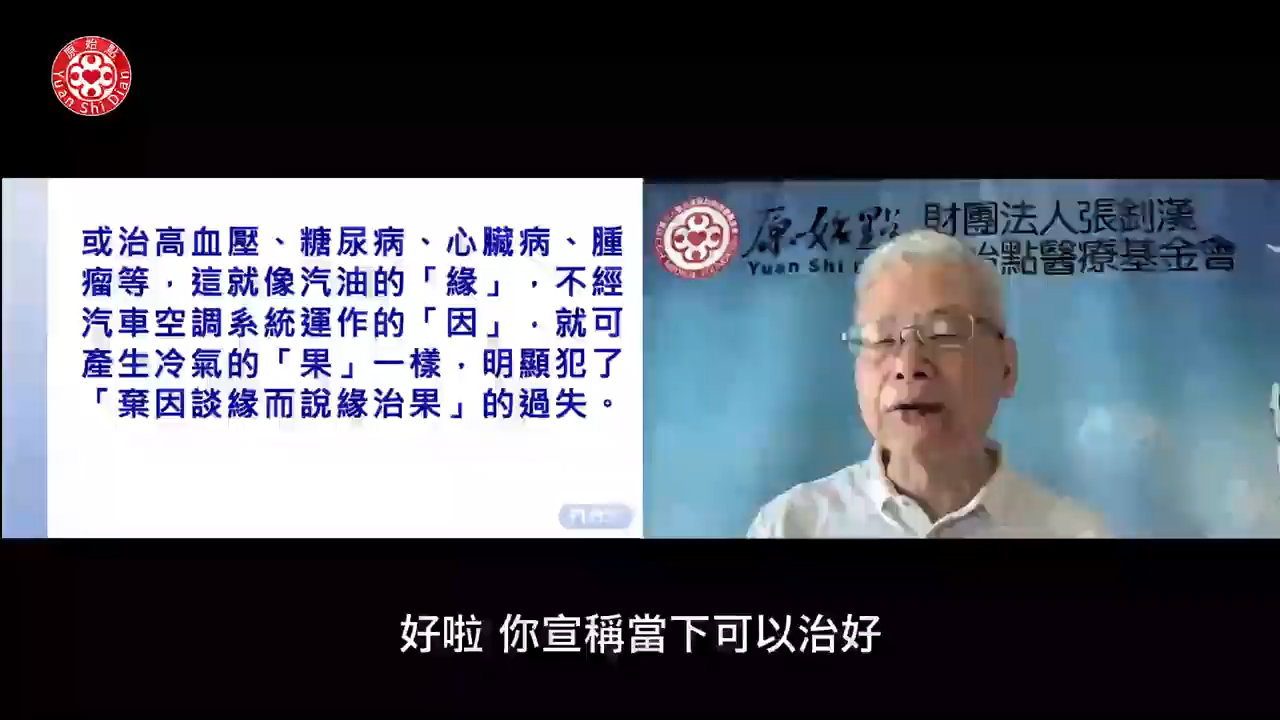 原始點
Yuan Shi Dian
或治高血壓、糖尿病、心臟病、腫
瘤等，這就像汽油的「緣」，不經
汽車空調系統運作的「因」，就可
產生冷氣的「果」一樣，明顯犯了
「棄因談緣而說緣治果」的過失。
原始點
Yuan Shi
財團法人張釗漢
始點醫療基金會
好啦 你宣稱當下可以治好